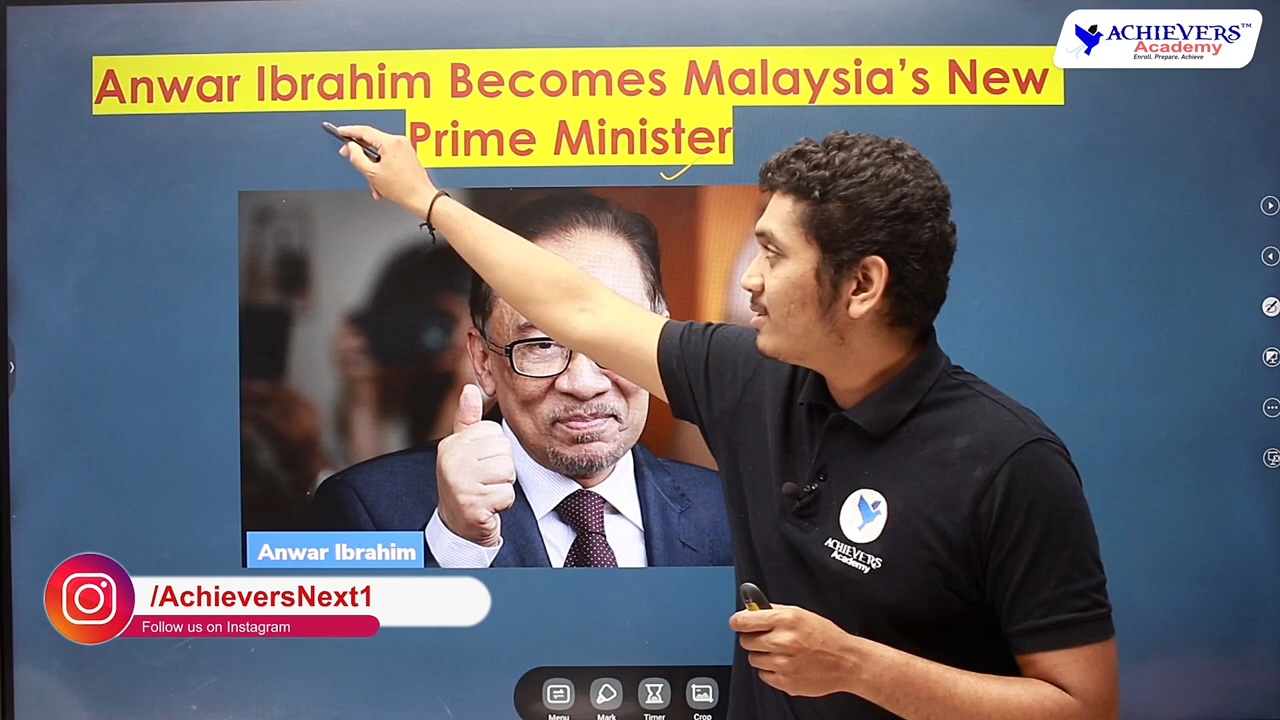 ACHIEVERS™
Academy
Enroll. Prepare. Achieve
Anwar Ibrahim Becomes Malaysia's New
Prime Minister
Anwar Ibrahim
ACHIEVERS
Academy
/AchieversNext1
Follow us on Instagram
Menu
Mark
Timer
Crop